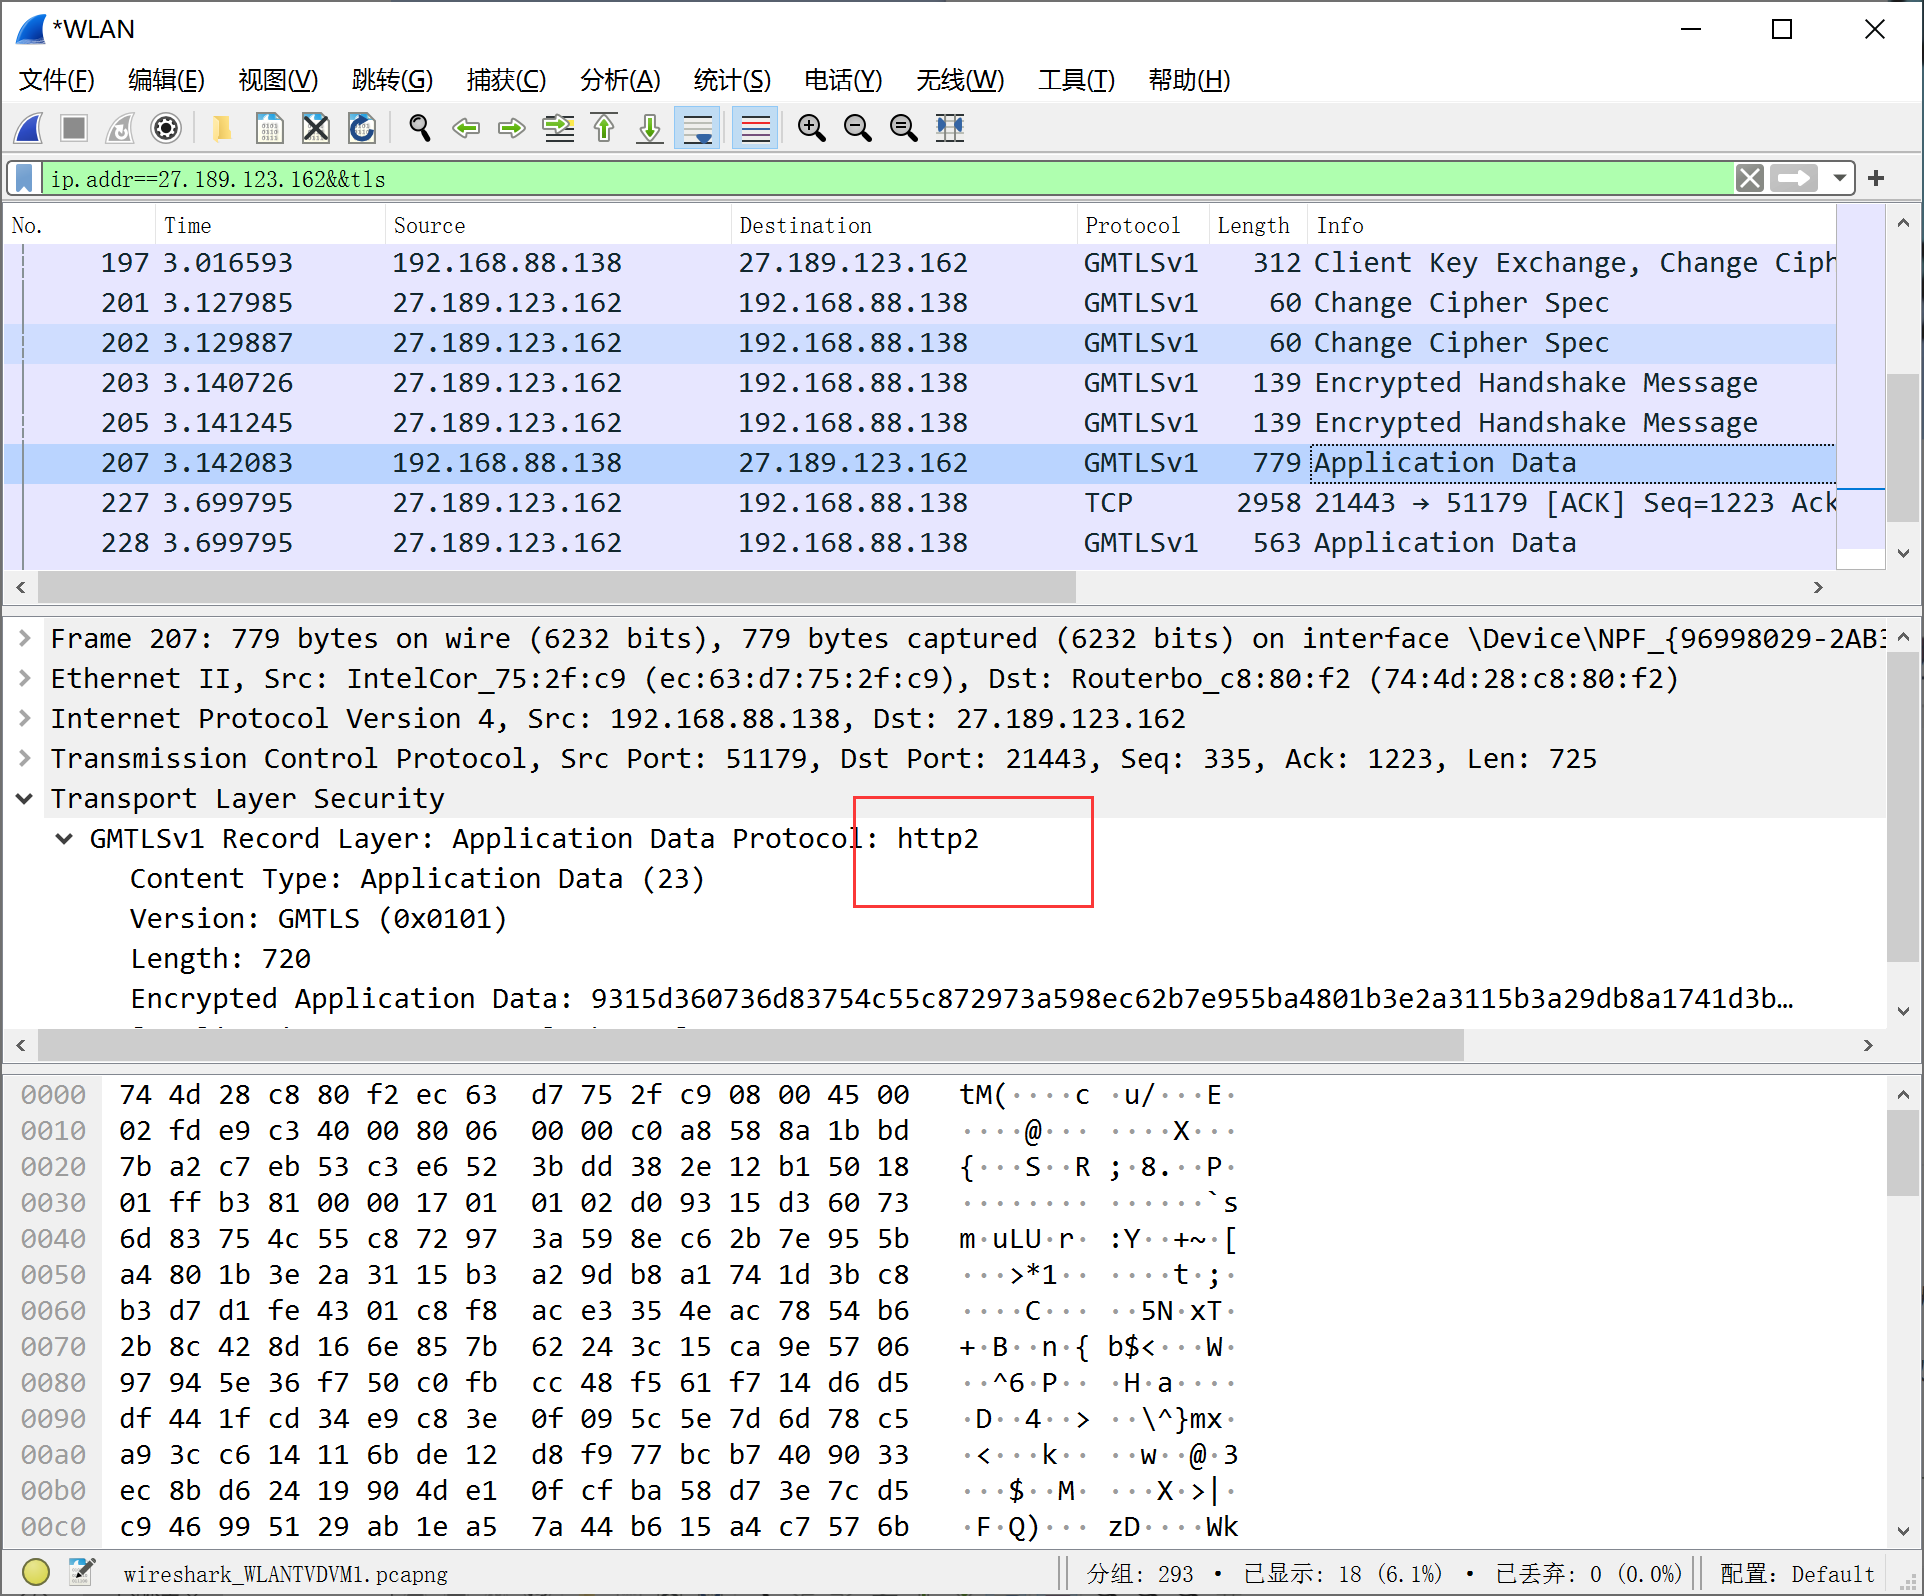 *WLAN
文件(F) 编辑(E) 视图(V) 跳转(G) 捕获(C) 分析(A) 统计(S) 电话(Y) 无线(W) 工具(T) 帮助(H)
ip.addr==27.189.123.162&&tls
No. Time Source Destination Protocol Length Info
197 3.016593 192.168.88.138 27.189.123.162 GMTLSv1 312 Client Key Exchange, Change Ciph
201 3.127985 27.189.123.162 192.168.88.138 GMTLSv1 60 Change Cipher Spec
202 3.129887 27.189.123.162 192.168.88.138 GMTLSv1 60 Change Cipher Spec
203 3.140726 27.189.123.162 192.168.88.138 GMTLSv1 139 Encrypted Handshake Message
205 3.141245 27.189.123.162 192.168.88.138 GMTLSv1 139 Encrypted Handshake Message
207 3.142083 192.168.88.138 27.189.123.162 GMTLSv1 779 Application Data
227 3.699795 27.189.123.162 192.168.88.138 TCP 2958 21443 → 51179 [ACK] Seq=1223 Ack
228 3.699795 27.189.123.162 192.168.88.138 GMTLSv1 563 Application Data
Frame 207: 779 bytes on wire (6232 bits), 779 bytes captured (6232 bits) on interface \Device\NPF_{96998029-2AB3
Ethernet II, Src: IntelCor_75:2f:c9 (ec:63:d7:75:2f:c9), Dst: Routerbo_c8:80:f2 (74:4d:28:c8:80:f2)
Internet Protocol Version 4, Src: 192.168.88.138, Dst: 27.189.123.162
Transmission Control Protocol, Src Port: 51179, Dst Port: 21443, Seq: 335, Ack: 1223, Len: 725
Transport Layer Security
GMTLSv1 Record Layer: Application Data Protocol: http2
Content Type: Application Data (23)
Version: GMTLS (0x0101)
Length: 720
Encrypted Application Data: 9315d360736d83754c55c872973a598ec62b7e955ba4801b3e2a3115b3a29db8a1741d3b…
0000 74 4d 28 c8 80 f2 ec 63 d7 75 2f c9 08 00 45 00 tM(····c ·u/···E·
0010 02 fd e9 c3 40 00 80 06 00 00 c0 a8 58 8a 1b bd ····@··· ····X···
0020 7b a2 c7 eb 53 c3 e6 52 3b dd 38 2e 12 b1 50 18 {···S··R ;·8.··P·
0030 01 ff b3 81 00 00 17 01 01 02 d0 93 15 d3 60 73 ········ ······`s
0040 6d 83 75 4c 55 c8 72 97 3a 59 8e c6 2b 7e 95 5b m·uLU·r· :Y··+~·[
0050 a4 80 1b 3e 2a 31 15 b3 a2 9d b8 a1 74 1d 3b c8 ···>*1·· ····t·;·
0060 b3 d7 d1 fe 43 01 c8 f8 ac e3 35 4e ac 78 54 b6 ····C··· ··5N·xT·
0070 2b 8c 42 8d 16 6e 85 7b 62 24 3c 15 ca 9e 57 06 +·B··n·{ b$<···W·
0080 97 94 5e 36 f7 50 c0 fb cc 48 f5 61 f7 14 d6 d5 ··^6·P·· ·H·a····
0090 df 44 1f cd 34 e9 c8 3e 0f 09 5c 5e 7d 6d 78 c5 ·D··4··> ··\^}mx·
00a0 a9 3c c6 14 11 6b de 12 d8 f9 77 bc b7 40 90 33 ·<···k·· ··w··@·3
00b0 ec 8b d6 24 19 90 4d e1 0f cf ba 58 d7 3e 7c d5 ···$··M· ···X·>|·
00c0 c9 46 99 51 29 ab 1e a5 7a 44 b6 15 a4 c7 57 6b ·F·Q)··· zD····Wk
wireshark_WLANTVDVM1.pcapng 分组: 293 · 已显示: 18 (6.1%) · 已丢弃: 0 (0.0%) 配置: Default